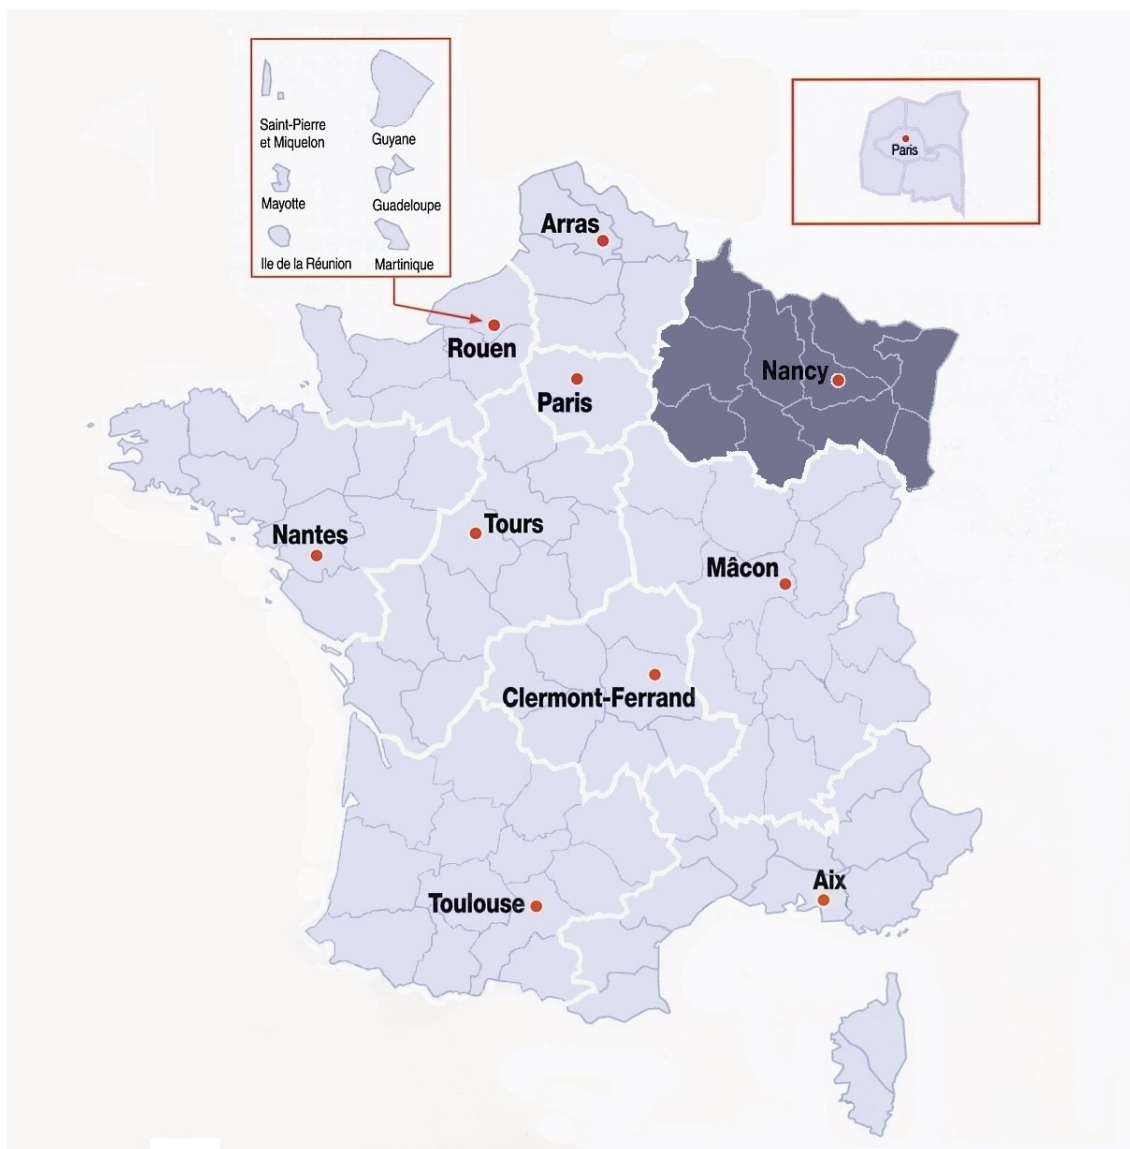 Saint-Pierre
et Miquelon
Guyane
Mayotte
Guadeloupe
Ile de la Réunion
Martinique
Paris
Arras
Rouen
Paris
Nancy
Nantes
Tours
Mâcon
Clermont-Ferrand
Toulouse
Aix